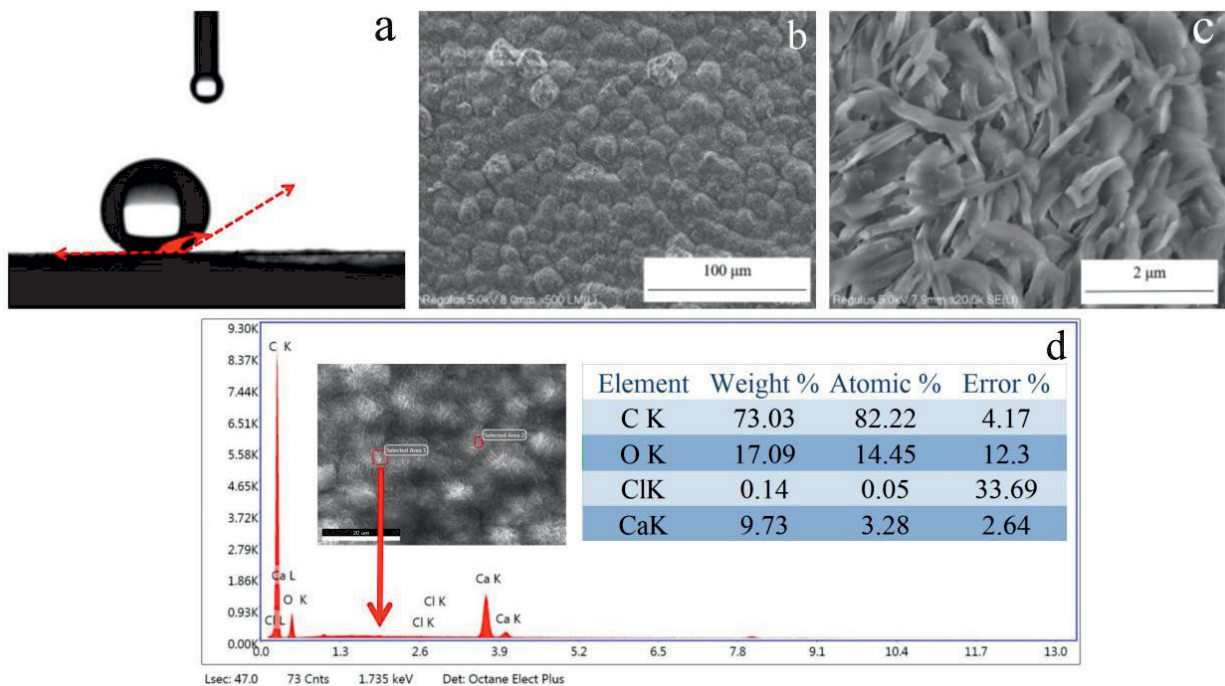 a
b
c
100 μm
2 μm
Regulus 5.0kV 8.0mm x500 LM(L)
Regulus 5.0kV 7.9mm x20.0k SE(U)
d
9.30K
8.37K
7.44K
6.51K
5.58K
4.65K
3.72K
2.79K
1.86K
0.93K
0.00K
C K
Ca L
O K
Cl L
Cl K
Cl K
Ca K
Ca K
Selected Area 1
Selected Area 2
20 μm
Element Weight % Atomic % Error %
C K 73.03 82.22 4.17
O K 17.09 14.45 12.3
ClK 0.14 0.05 33.69
CaK 9.73 3.28 2.64
0.0 1.3 2.6 3.9 5.2 6.5 7.8 9.1 10.4 11.7 13.0
Lsec: 47.0 73 Cnts 1.735 keV Det: Octane Elect Plus